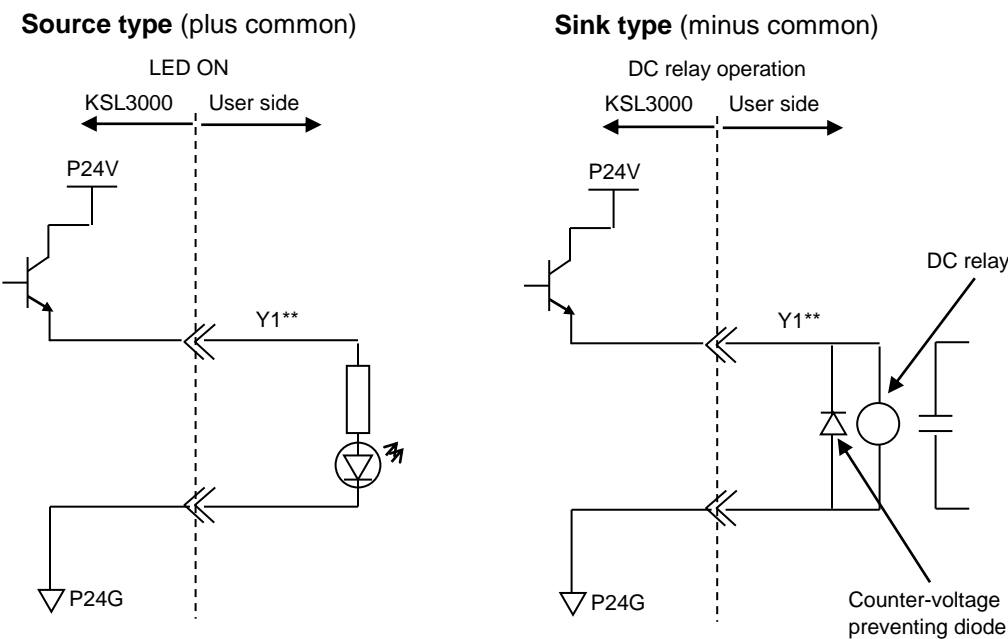 Source type (plus common)
LED ON
KSL3000 User side
P24V
Y1**
P24G
Sink type (minus common)
DC relay operation
KSL3000 User side
P24V
DC relay
Y1**
P24G
Counter-voltage
preventing diode